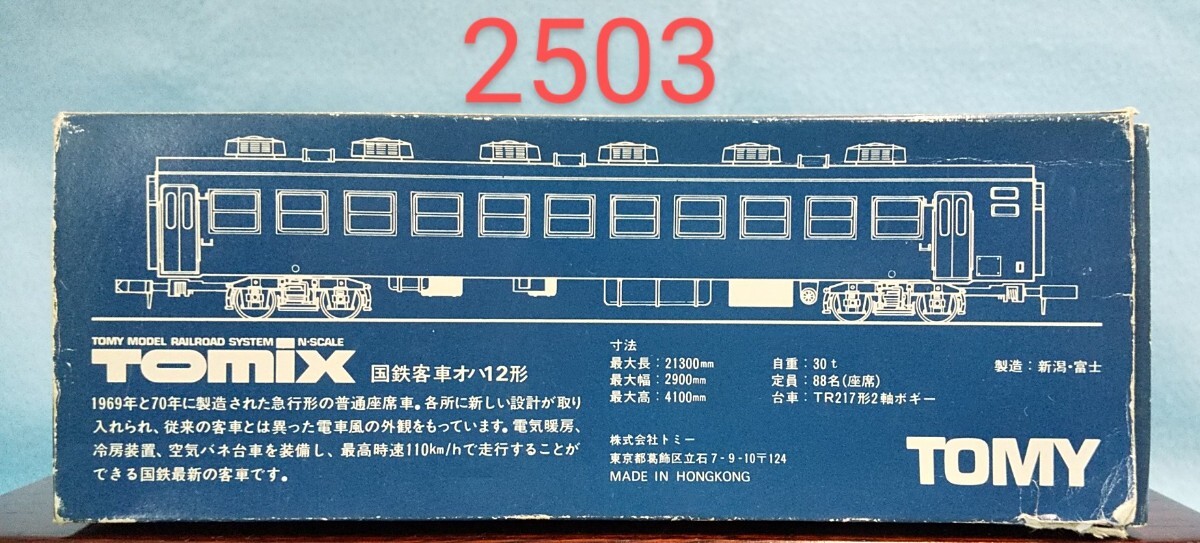 2503
TOMY MODEL RAILROAD SYSTEM N-SCALE
TOMIX 国鉄客車オハ12形
1969年と70年に製造された急行形の普通座席車。各所に新しい設計が取り
入れられ、従来の客車とは異った電車風の外観をもっています。電気暖房、
冷房装置、空気バネ台車を装備し、最高時速110km/hで走行することが
できる国鉄最新の客車です。
寸法
最大長：21300mm
最大幅：2900mm
最大高：4100mm
自重：30t
定員：88名(座席)
台車：TR217形2軸ボギー
製造：新潟・富士
株式会社トミー
東京都葛飾区立石7-9-10〒124
MADE IN HONGKONG
TOMY